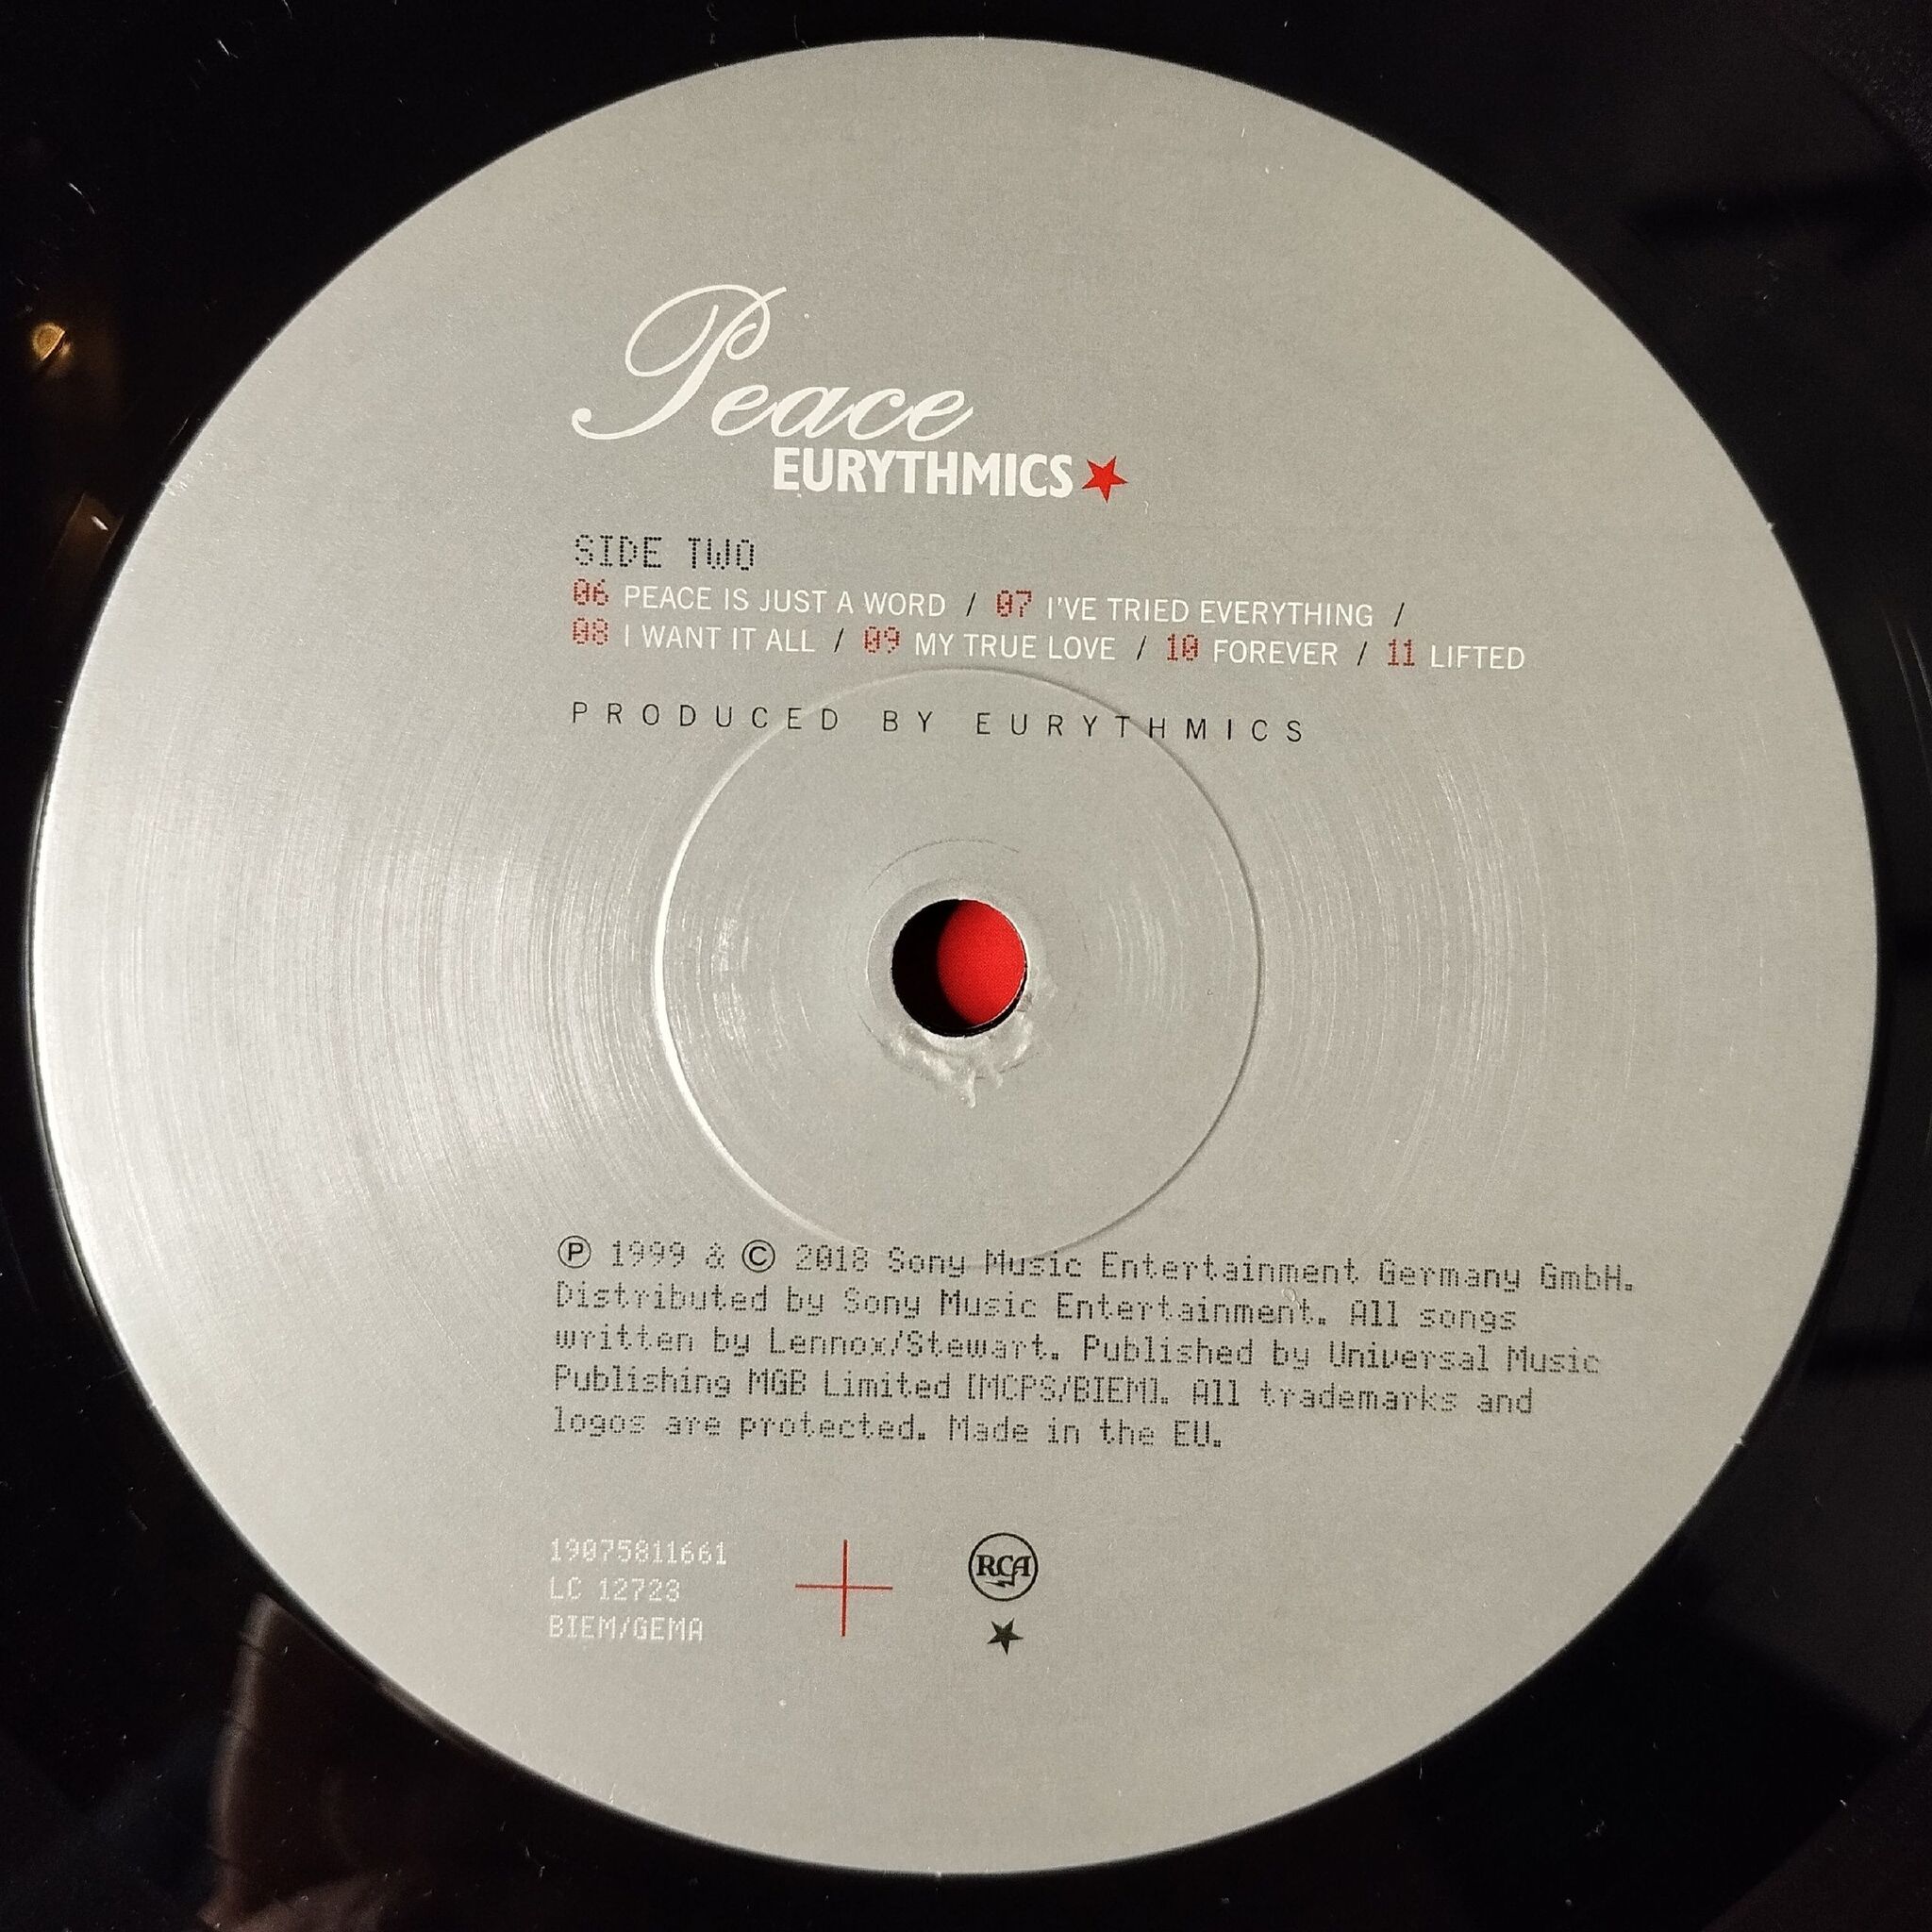 Peace
EURYTHMICS
SIDE TWO
06 PEACE IS JUST A WORD / 07 I'VE TRIED EVERYTHING /
08 I WANT IT ALL / 09 MY TRUE LOVE / 10 FOREVER / 11 LIFTED
PRODUCED BY EURYTHMICS
Ⓟ 1999 & © 2018 Sony Music Entertainment Germany GmbH.
Distributed by Sony Music Entertainment. All songs
written by Lennox/Stewart. Published by Universal Music
Publishing MGB Limited [MCPS/BIEM]. All trademarks and
logos are protected. Made in the EU.
19075811661
LC 12723
BIEM/GEMA
RCA